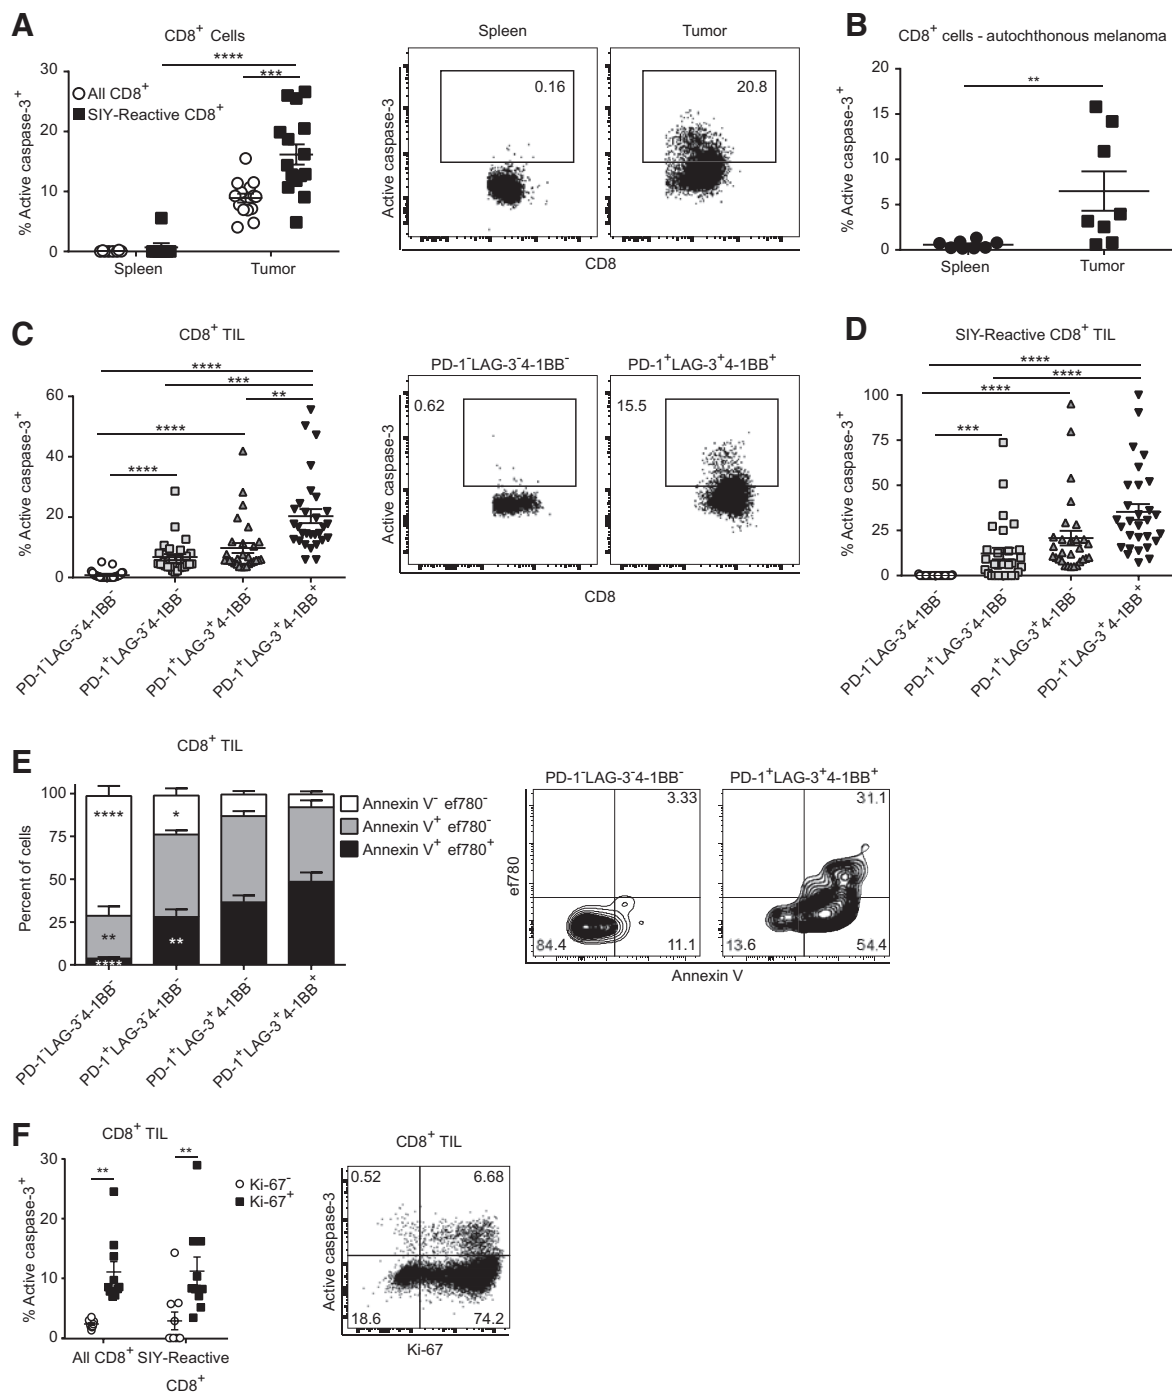 A
CD8+ Cells
****
***
All CD8+
SIY-Reactive CD8+
% Active caspase-3+
30
20
10
0
Spleen
Tumor
Spleen
Tumor
0.16
20.8
Active caspase-3
CD8
B
CD8+ cells - autochthonous melanoma
**
% Active caspase-3+
20
15
10
5
0
Spleen
Tumor
C
CD8+ TIL
****
***
**
****
****
% Active caspase-3+
60
40
20
0
PD-1-LAG-3-4-1BB-
PD-1+LAG-3-4-1BB-
PD-1+LAG-3+4-1BB-
PD-1+LAG-3+4-1BB+
PD-1-LAG-3-4-1BB-
PD-1+LAG-3+4-1BB+
0.62
15.5
Active caspase-3
CD8
D
SIY-Reactive CD8+ TIL
****
****
****
***
% Active caspase-3+
100
75
50
25
0
PD-1-LAG-3-4-1BB-
PD-1+LAG-3-4-1BB-
PD-1+LAG-3+4-1BB-
PD-1+LAG-3+4-1BB+
E
CD8+ TIL
Percent of cells
100
75
50
25
0
****
*
**
**
****
Annexin V- ef780-
Annexin V+ ef780-
Annexin V+ ef780+
PD-1-LAG-3-4-1BB-
PD-1+LAG-3-4-1BB-
PD-1+LAG-3+4-1BB-
PD-1+LAG-3+4-1BB+
PD-1-LAG-3-4-1BB-
PD-1+LAG-3+4-1BB+
3.33
31.1
ef780
84.4
11.1
13.6
54.4
Annexin V
F
CD8+ TIL
**
**
Ki-67-
Ki-67+
% Active caspase-3+
30
20
10
0
All CD8+ SIY-Reactive
CD8+
CD8+ TIL
0.52
6.68
Active caspase-3
18.6
74.2
Ki-67